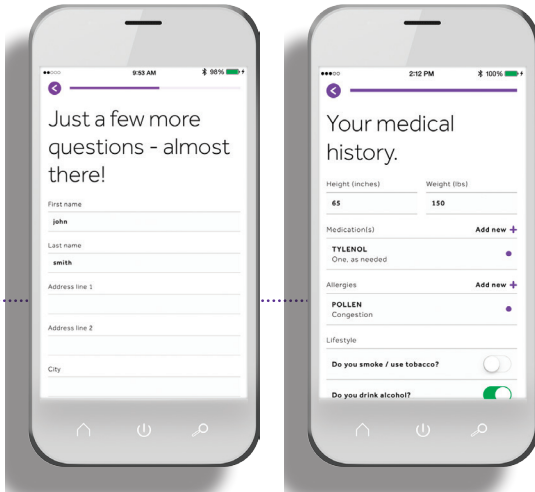 9:53 AM
98%
Just a few more
questions - almost
there!
First name
john
Last name
smith
Address line 1
Address line 2
City
2:12 PM
100%
Your medical
history.
Height (inches)
Weight (lbs)
65
150
Medication(s)
Add new +
TYLENOL
One, as needed
Allergies
Add new +
POLLEN
Congestion
Lifestyle
Do you smoke / use tobacco?
Do you drink alcohol?